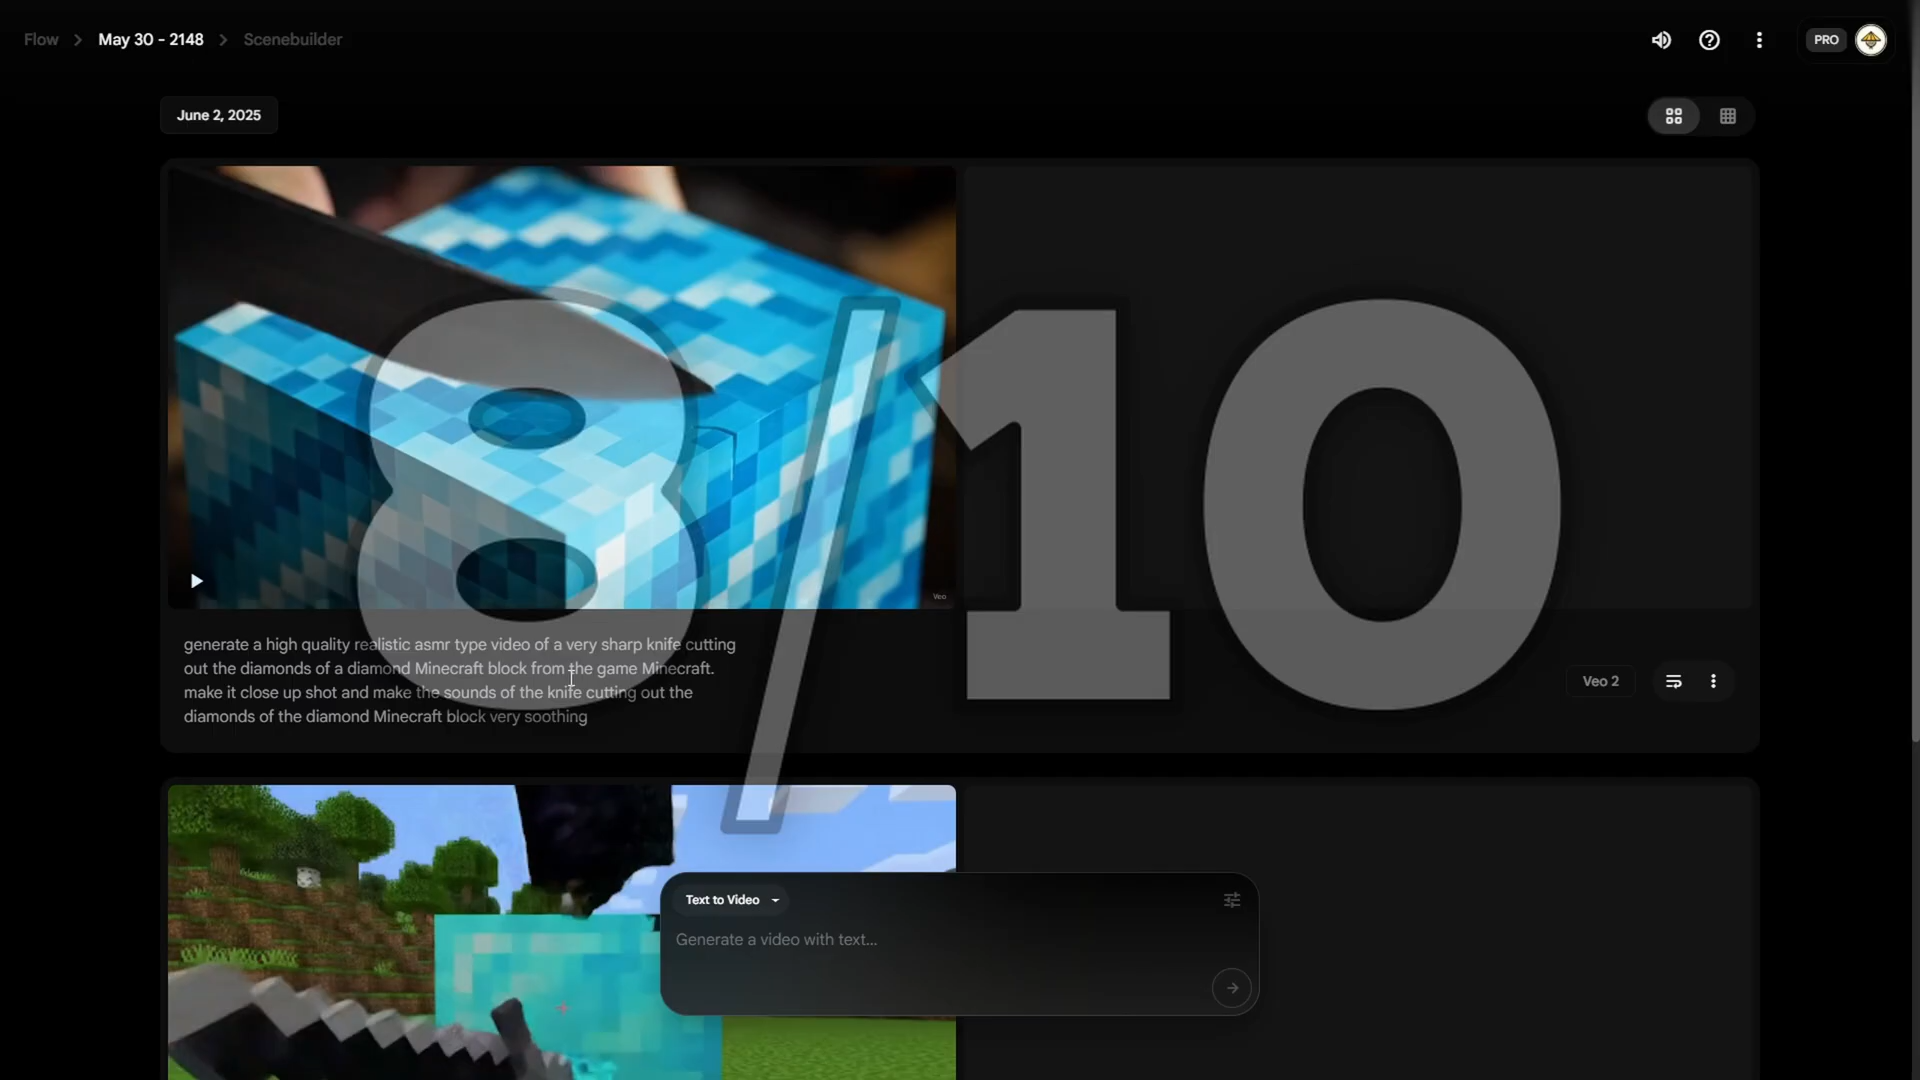 Flow
May 30 - 2148
Scenebuilder
PRO
June 2, 2025
8/10
Veo
generate a high quality realistic asmr type video of a very sharp knife cutting
out the diamonds of a diamond Minecraft block from the game Minecraft.
make it close up shot and make the sounds of the knife cutting out the
diamonds of the diamond Minecraft block very soothing
Veo 2
Text to Video
Generate a video with text...